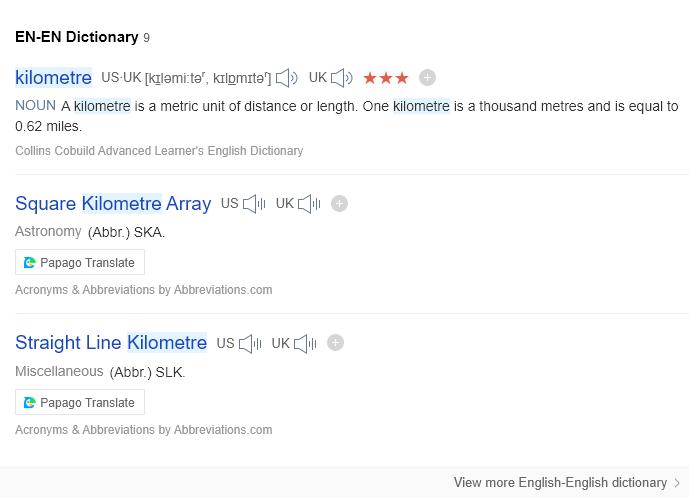 EN-EN Dictionary 9
kilometre US·UK [kɪləmiːtəʳ, kɪlɒmɪtəʳ] UK
NOUN A kilometre is a metric unit of distance or length. One kilometre is a thousand metres and is equal to
0.62 miles.
Collins Cobuild Advanced Learner's English Dictionary
Square Kilometre Array US UK
Astronomy (Abbr.) SKA.
Papago Translate
Acronyms & Abbreviations by Abbreviations.com
Straight Line Kilometre US UK
Miscellaneous (Abbr.) SLK.
Papago Translate
Acronyms & Abbreviations by Abbreviations.com
View more English-English dictionary